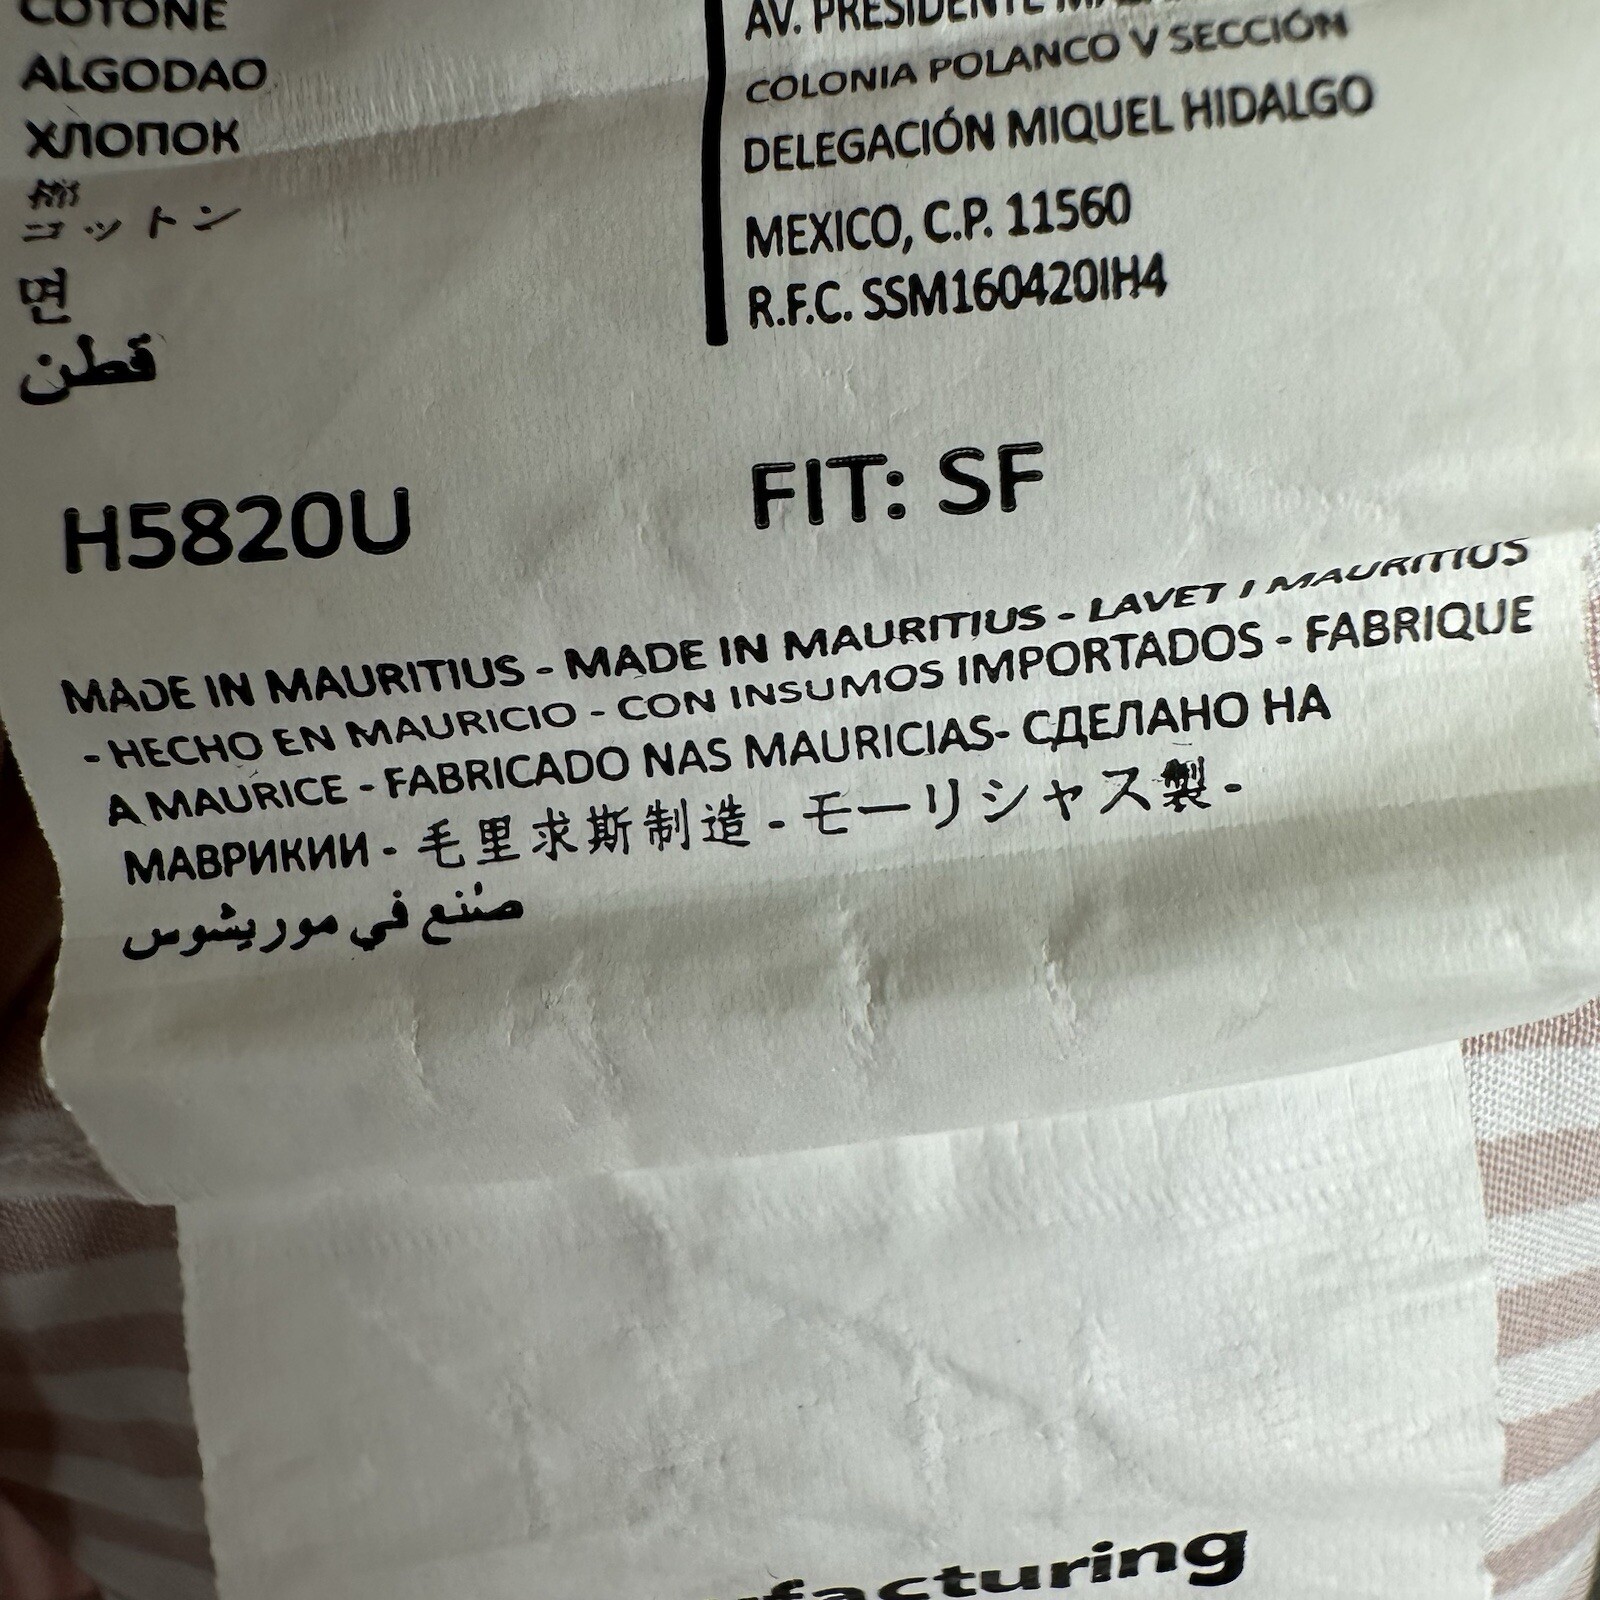 COTONE
ALGODAO
ХЛОПОК
棉
コットン
면
قطن
AV. PRESIDENTE
COLONIA POLANCO V SECCIÓN
DELEGACIÓN MIQUEL HIDALGO
MEXICO, C.P. 11560
R.F.C. SSM160420IH4
H5820U FIT: SF
MADE IN MAURITIUS - MADE IN MAURITIUS - LAVET I MAURITIUS
- HECHO EN MAURICIO - CON INSUMOS IMPORTADOS - FABRIQUE
A MAURICE - FABRICADO NAS MAURICIAS- СДЕЛАНО НА
МАВРИКИИ - 毛里求斯制造 - モーリシャス製 -
صُنع في موريشوس